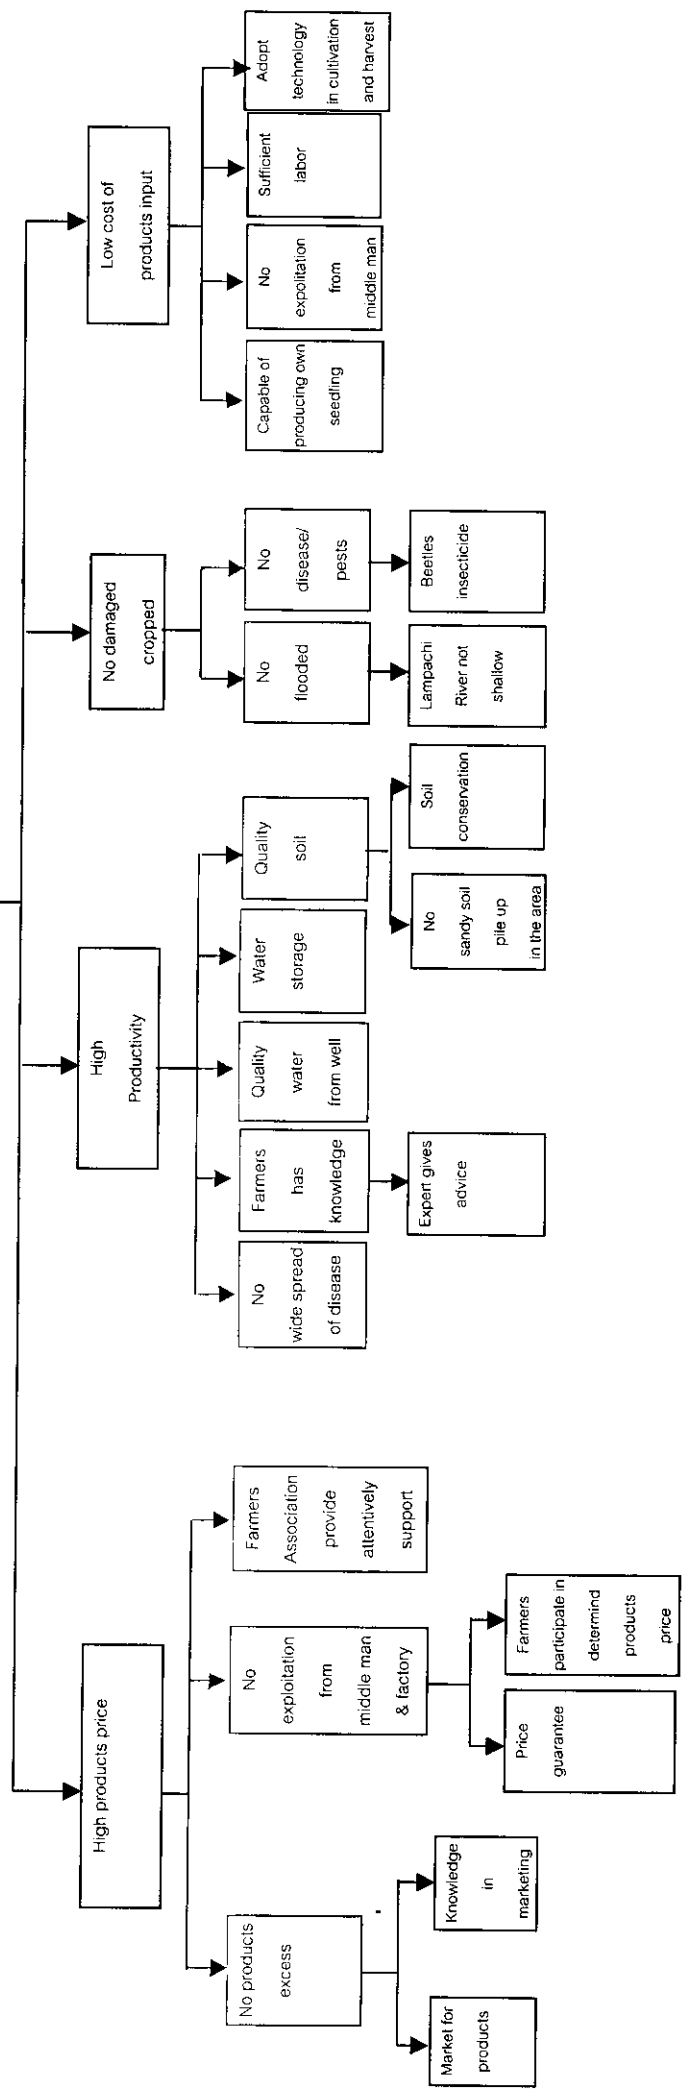 High products price
High
Productivity
No damaged
cropped
Low cost of
products input
No products
excess
No
exploitation
from
middle man
& factory
Farmers
Association
provide
attentively
support
No
wide spread
of disease
Farmers
has
knowledge
Quality
water
from well
Water
storage
Quality
soit
No
flooded
No
disease/
pests
Capable of
producing own
seedling
No
expolitation
from
middle man
Sufficient
labor
Adopt
technology
in cultivation
and harvest
Market for
products
Knowledge
in
marketing
Price
guarantee
Farmers
participate in
determind
products
price
Expert gives
advice
No
sandy soil
pile up
in the area
Soil
conservation
Lampachi
River not
shallow
Beetles
insecticide